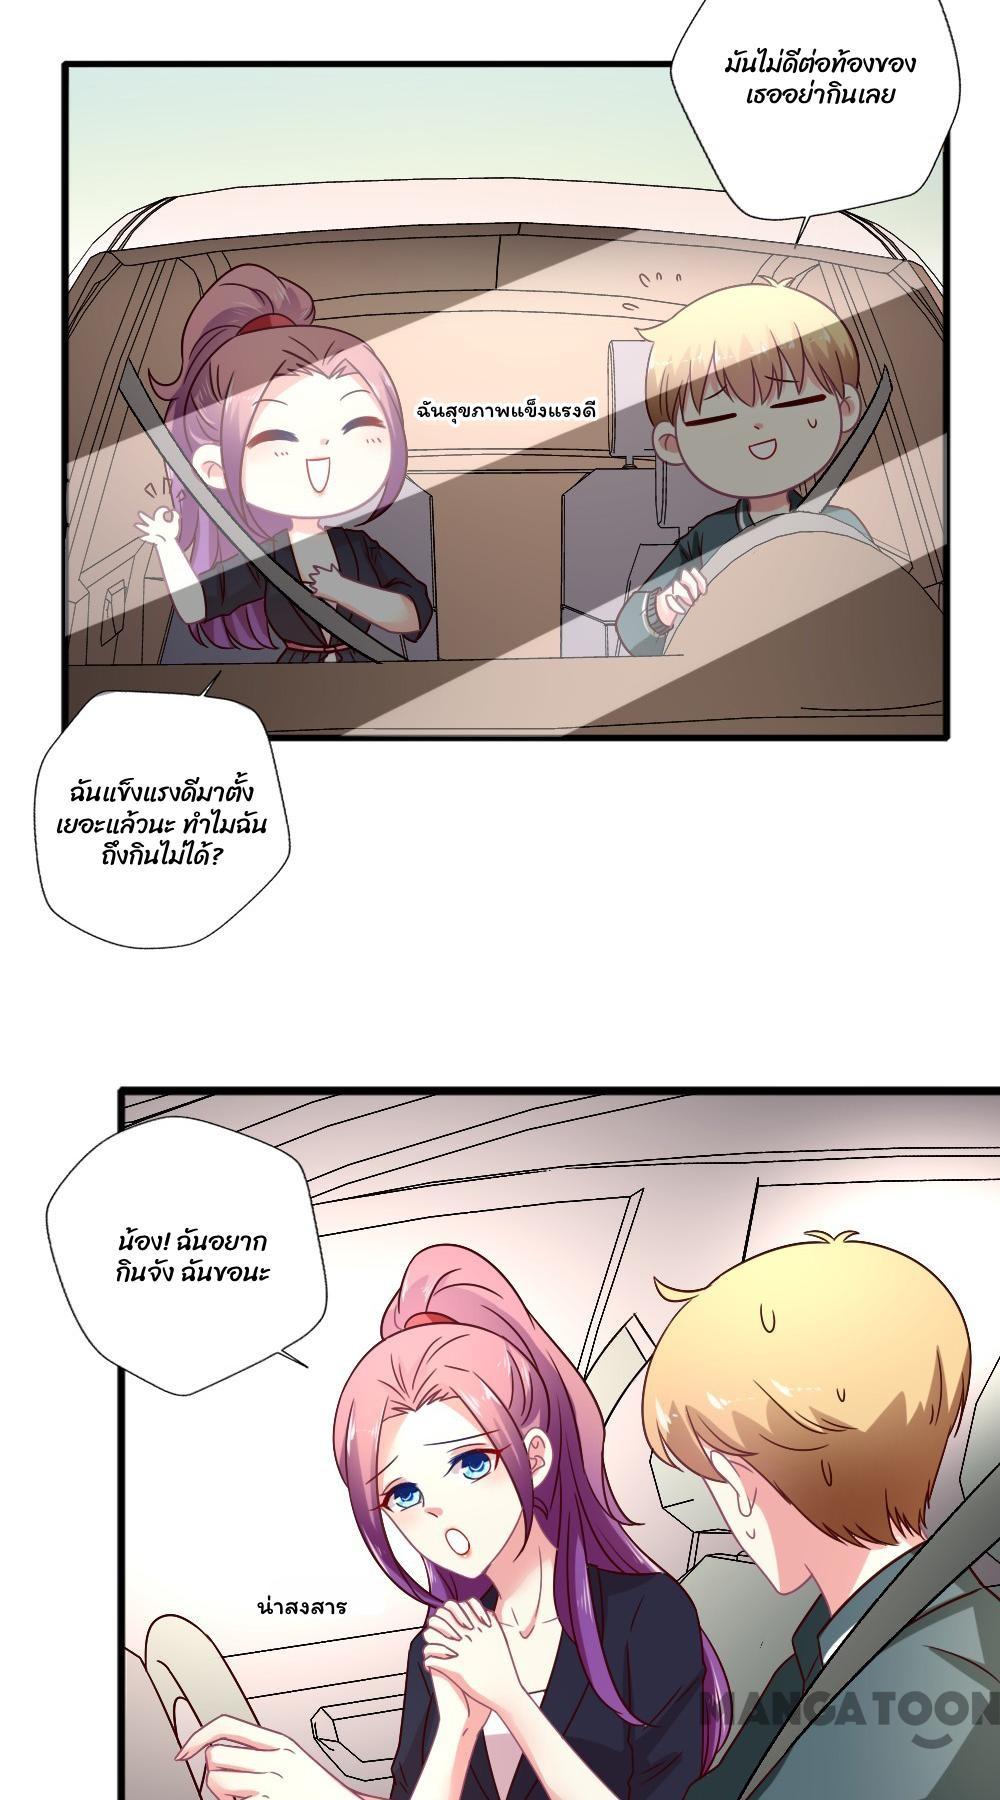 มันไม่ดีต่อท้องของ
เธออย่ากินเลย
ฉันสุขภาพแข็งแรงดี
ฉันแข็งแรงดีมาตั้ง
เยอะแล้วนะ ทำไมฉัน
ถึงกินไม่ได้?
น้อง! ฉันอยาก
กินจัง ฉันขอนะ
น่าสงสาร
MANGA TOON